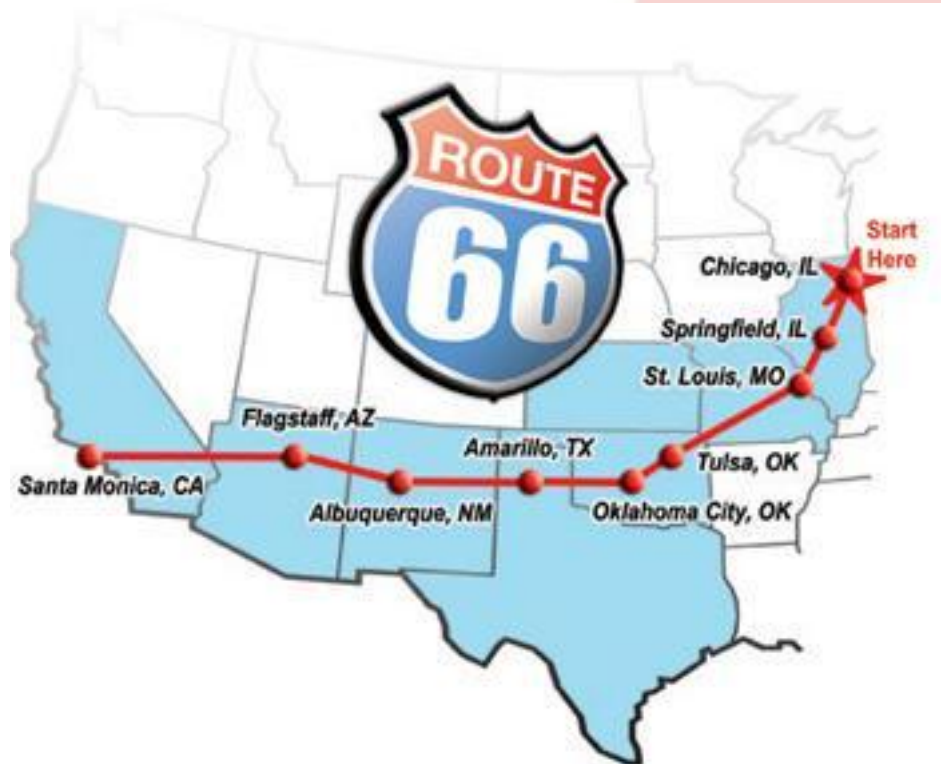 ROUTE
66
Start
Here
Chicago, IL
Springfield, IL
St. Louis, MO
Flagstaff, AZ
Amarillo, TX
Tulsa, OK
Santa Monica, CA
Albuquerque, NM
Oklahoma City, OK